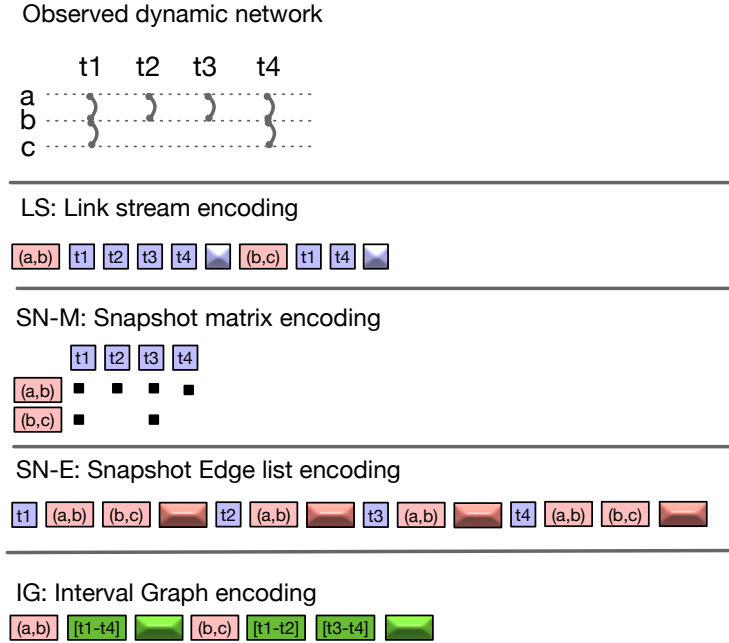 Observed dynamic network
t1 t2 t3 t4
a
b
c
LS: Link stream encoding
(a,b) t1 t2 t3 t4 (b,c) t1 t4
SN-M: Snapshot matrix encoding
t1 t2 t3 t4
(a,b)
(b,c)
SN-E: Snapshot Edge list encoding
t1 (a,b) (b,c) t2 (a,b) t3 (a,b) t4 (a,b) (b,c)
IG: Interval Graph encoding
(a,b) [t1-t4] (b,c) [t1-t2] [t3-t4]